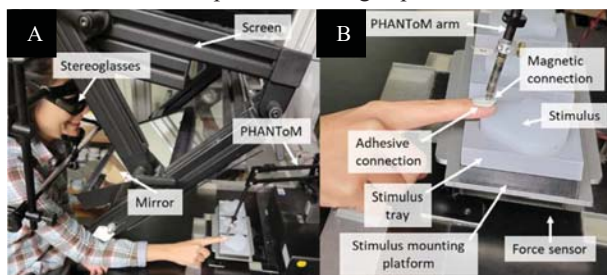 A
Screen
Stereoglasses
PHANToM
Mirror
B
PHANToM arm
Magnetic
connection
Stimulus
Adhesive
connection
Stimulus
tray
Stimulus mounting
platform
Force sensor